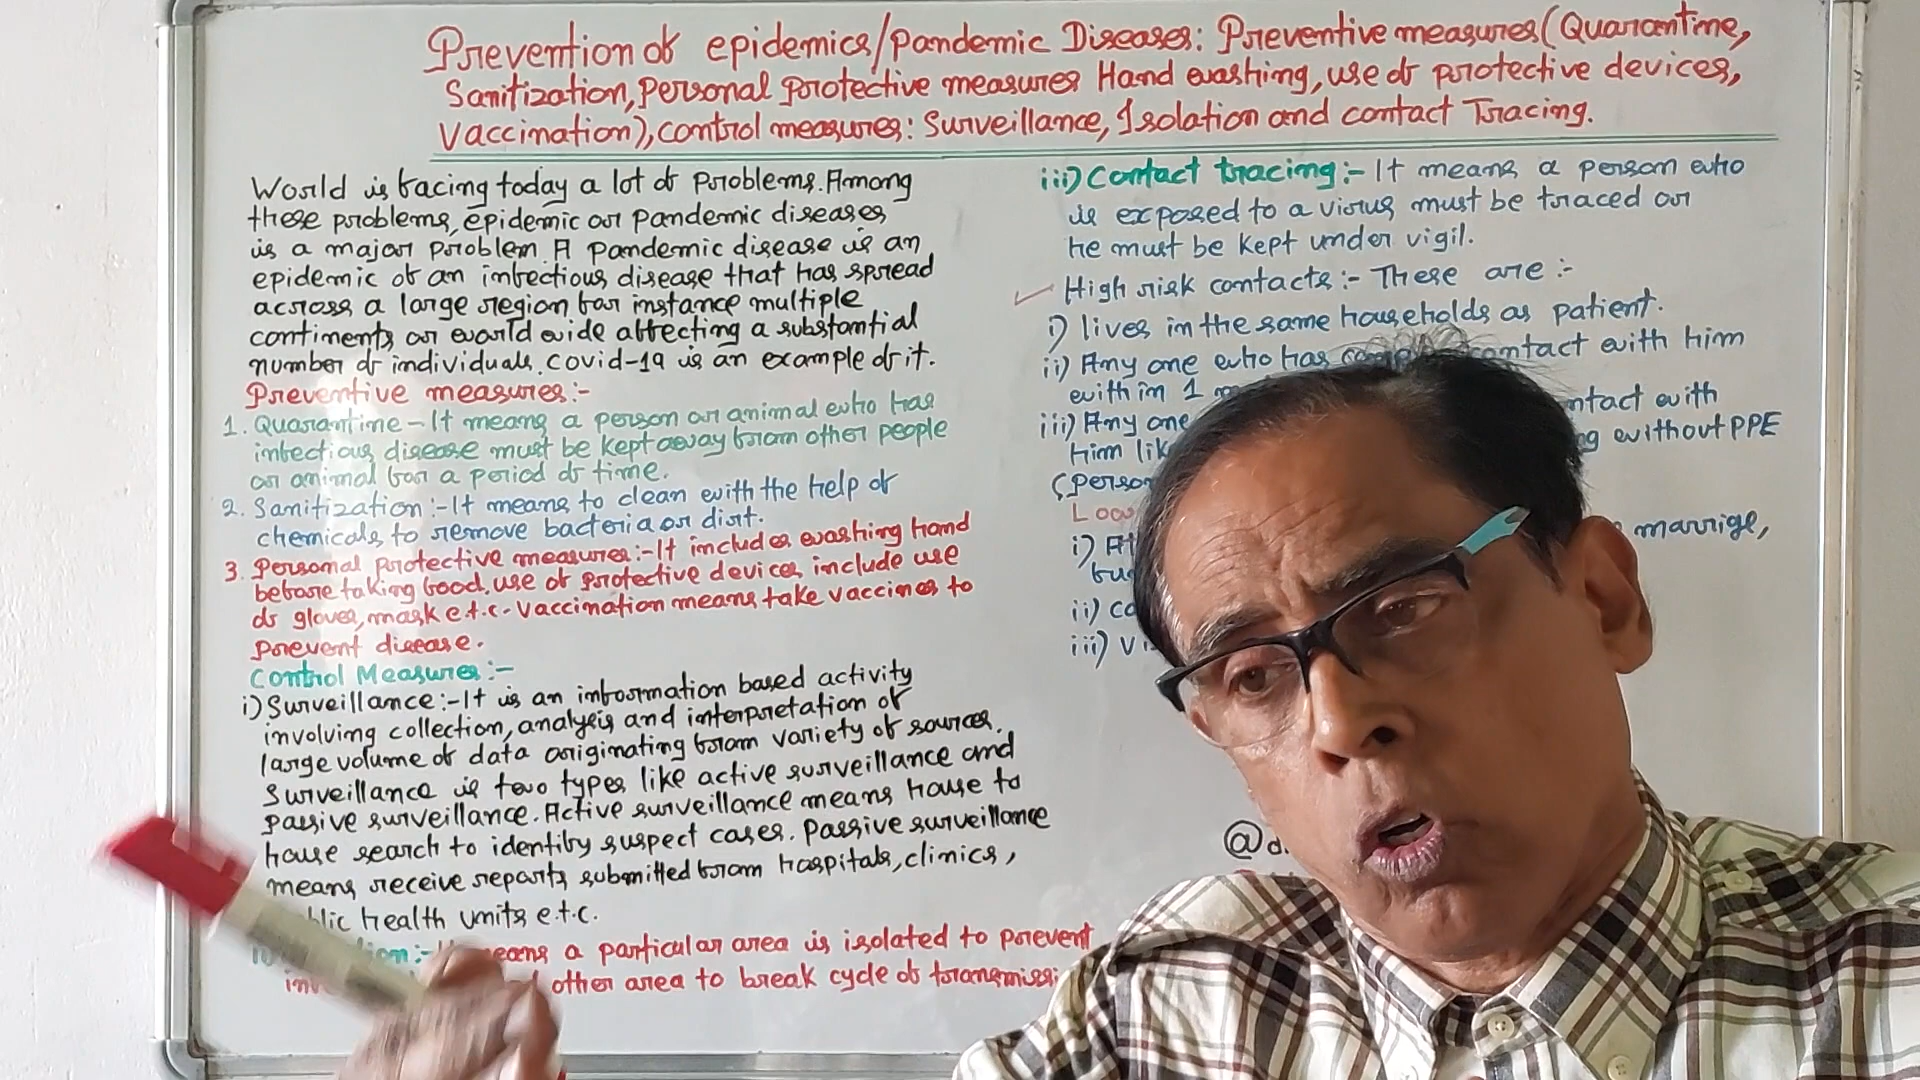 Prevention of epidemics/pandemic Diseases: Preventive measures (Quarantine,
Sanitization, personal protective measures Hand washing, use of protective devices,
Vaccination), control measures: Surveillance, Isolation and contact Tracing.
World is facing today a lot of problems. Among
these problems, epidemic or pandemic diseases
is a major problem. A pandemic disease is an
epidemic of an infectious disease that has spread
across a large region for instance multiple
continents or world wide affecting a substantial
number of individuals. covid-19 is an example of it.
Preventive measures:-
1. Quarantine - It means a person or animal who has
infectious disease must be kept away from other people
or animal for a period of time.
2. Sanitization:- It means to clean with the help of
chemicals to remove bacteria or dirt.
3. Personal protective measures:- It includes washing hand
before taking food. use of protective devices include use
of gloves, mask e.t.c. Vaccination means take vaccines to
prevent disease.
Control Measures:-
i) Surveillance:- It is an information based activity
involving collection, analysis and interpretation of
large volume of data originating from variety of sources.
Surveillance is two types like active surveillance and
passive surveillance. Active surveillance means house to
house search to identify suspect cases. passive surveillance
means receive reports submitted from hospitals, clinics,
health units e.t.c.
means a particular area is isolated to prevent
other area to break cycle of
iii) Contact tracing:- It means a person who
is exposed to a virus must be traced or
he must be kept under vigil.
High risk contacts:- These are :-
i) lives in the same households as patient.
ii) Any one who has contact with him
with in 1
iii) Any one with
him without PPE
i) marrige,
ii)
iii)